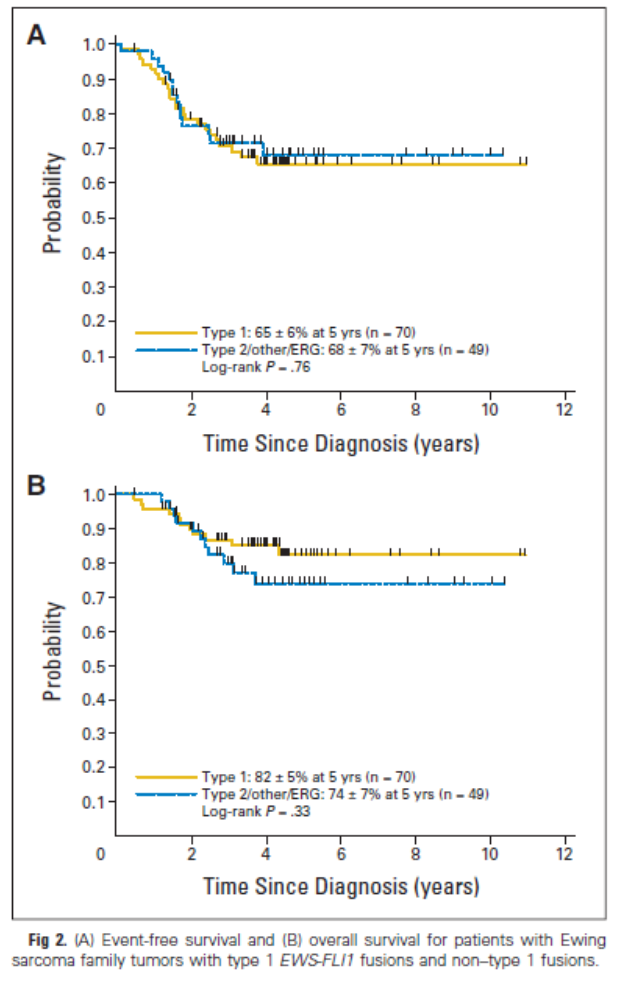 A
1.0
0.9
0.8
0.7
0.6
0.5
0.4
0.3
0.2
0.1
Probability
Type 1: 65 ± 6% at 5 yrs (n = 70)
Type 2/other/ERG: 68 ± 7% at 5 yrs (n = 49)
Log-rank P = .76
0 2 4 6 8 10 12
Time Since Diagnosis (years)
B
1.0
0.9
0.8
0.7
0.6
0.5
0.4
0.3
0.2
0.1
Probability
Type 1: 82 ± 5% at 5 yrs (n = 70)
Type 2/other/ERG: 74 ± 7% at 5 yrs (n = 49)
Log-rank P = .33
0 2 4 6 8 10 12
Time Since Diagnosis (years)
Fig 2. (A) Event-free survival and (B) overall survival for patients with Ewing
sarcoma family tumors with type 1 EWS-FLI1 fusions and non–type 1 fusions.